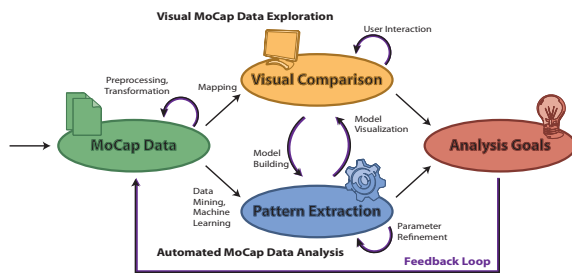 Visual MoCap Data Exploration
User Interaction
Preprocessing,
Transformation
Mapping
Visual Comparison
MoCap Data
Model
Building
Model
Visualization
Analysis Goals
Data
Mining,
Machine
Learning
Pattern Extraction
Parameter
Refinement
Automated MoCap Data Analysis
Feedback Loop